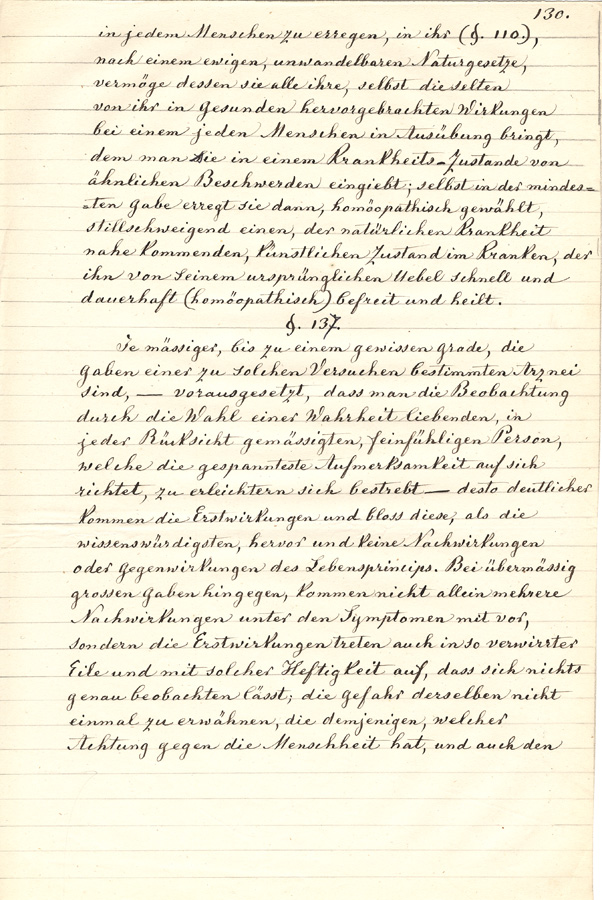 130.
in jedem Menschen zu erregen, in ihr (§. 110.),
nach einem ewigen, unwandelbaren Naturgesetze,
vermöge dessen sie alle ihre, selbst die selten
von ihr in Gesunden hervorgebrachten Wirkungen
bei einem jeden Menschen in Ausübung bringt,
dem man sie in einem Krankheits-Zustande von
ähnlichen Beschwerden eingiebt; selbst in der mindes=
=ten Gabe erregt sie dann, homöopathisch gewählt,
stillschweigend einen, der natürlichen Krankheit
nahe kommenden, künstlichen Zustand im Kranken, der
ihn von seinem ursprünglichen Uebel schnell und
dauerhaft (homöopathisch) befreit und heilt.
§. 137.
Je mässiger, bis zu einem gewissen grade, die
Gaben einer zu solchen Versuchen bestimmten Arznei
sind, — vorausgesetzt, dass man die Beobachtung
durch die Wahl einer Wahrheit liebenden, in
jeder Rücksicht gemässigten, feinfühligen Person,
welche die gespannteste Aufmerksamkeit auf sich
richtet, zu erleichtern sich bestrebt — desto deutlicher
kommen die Erstwirkungen und bloss diese, als die
wissenswürdigsten, hervor und keine Nachwirkungen
oder Gegenwirkungen des Lebensprincips. Bei übermässig
grossen Gaben hingegen, kommen nicht allein mehrere
Nachwirkungen unter den Symptomen mit vor,
sondern die Erstwirkungen treten auch in so verwirrter
Eile und mit solcher Heftigkeit auf, dass sich nichts
genau beobachten lässt; die Gefahr derselben nicht
einmal zu erwähnen, die demjenigen, welcher
Achtung gegen die Menschheit hat, und auch den